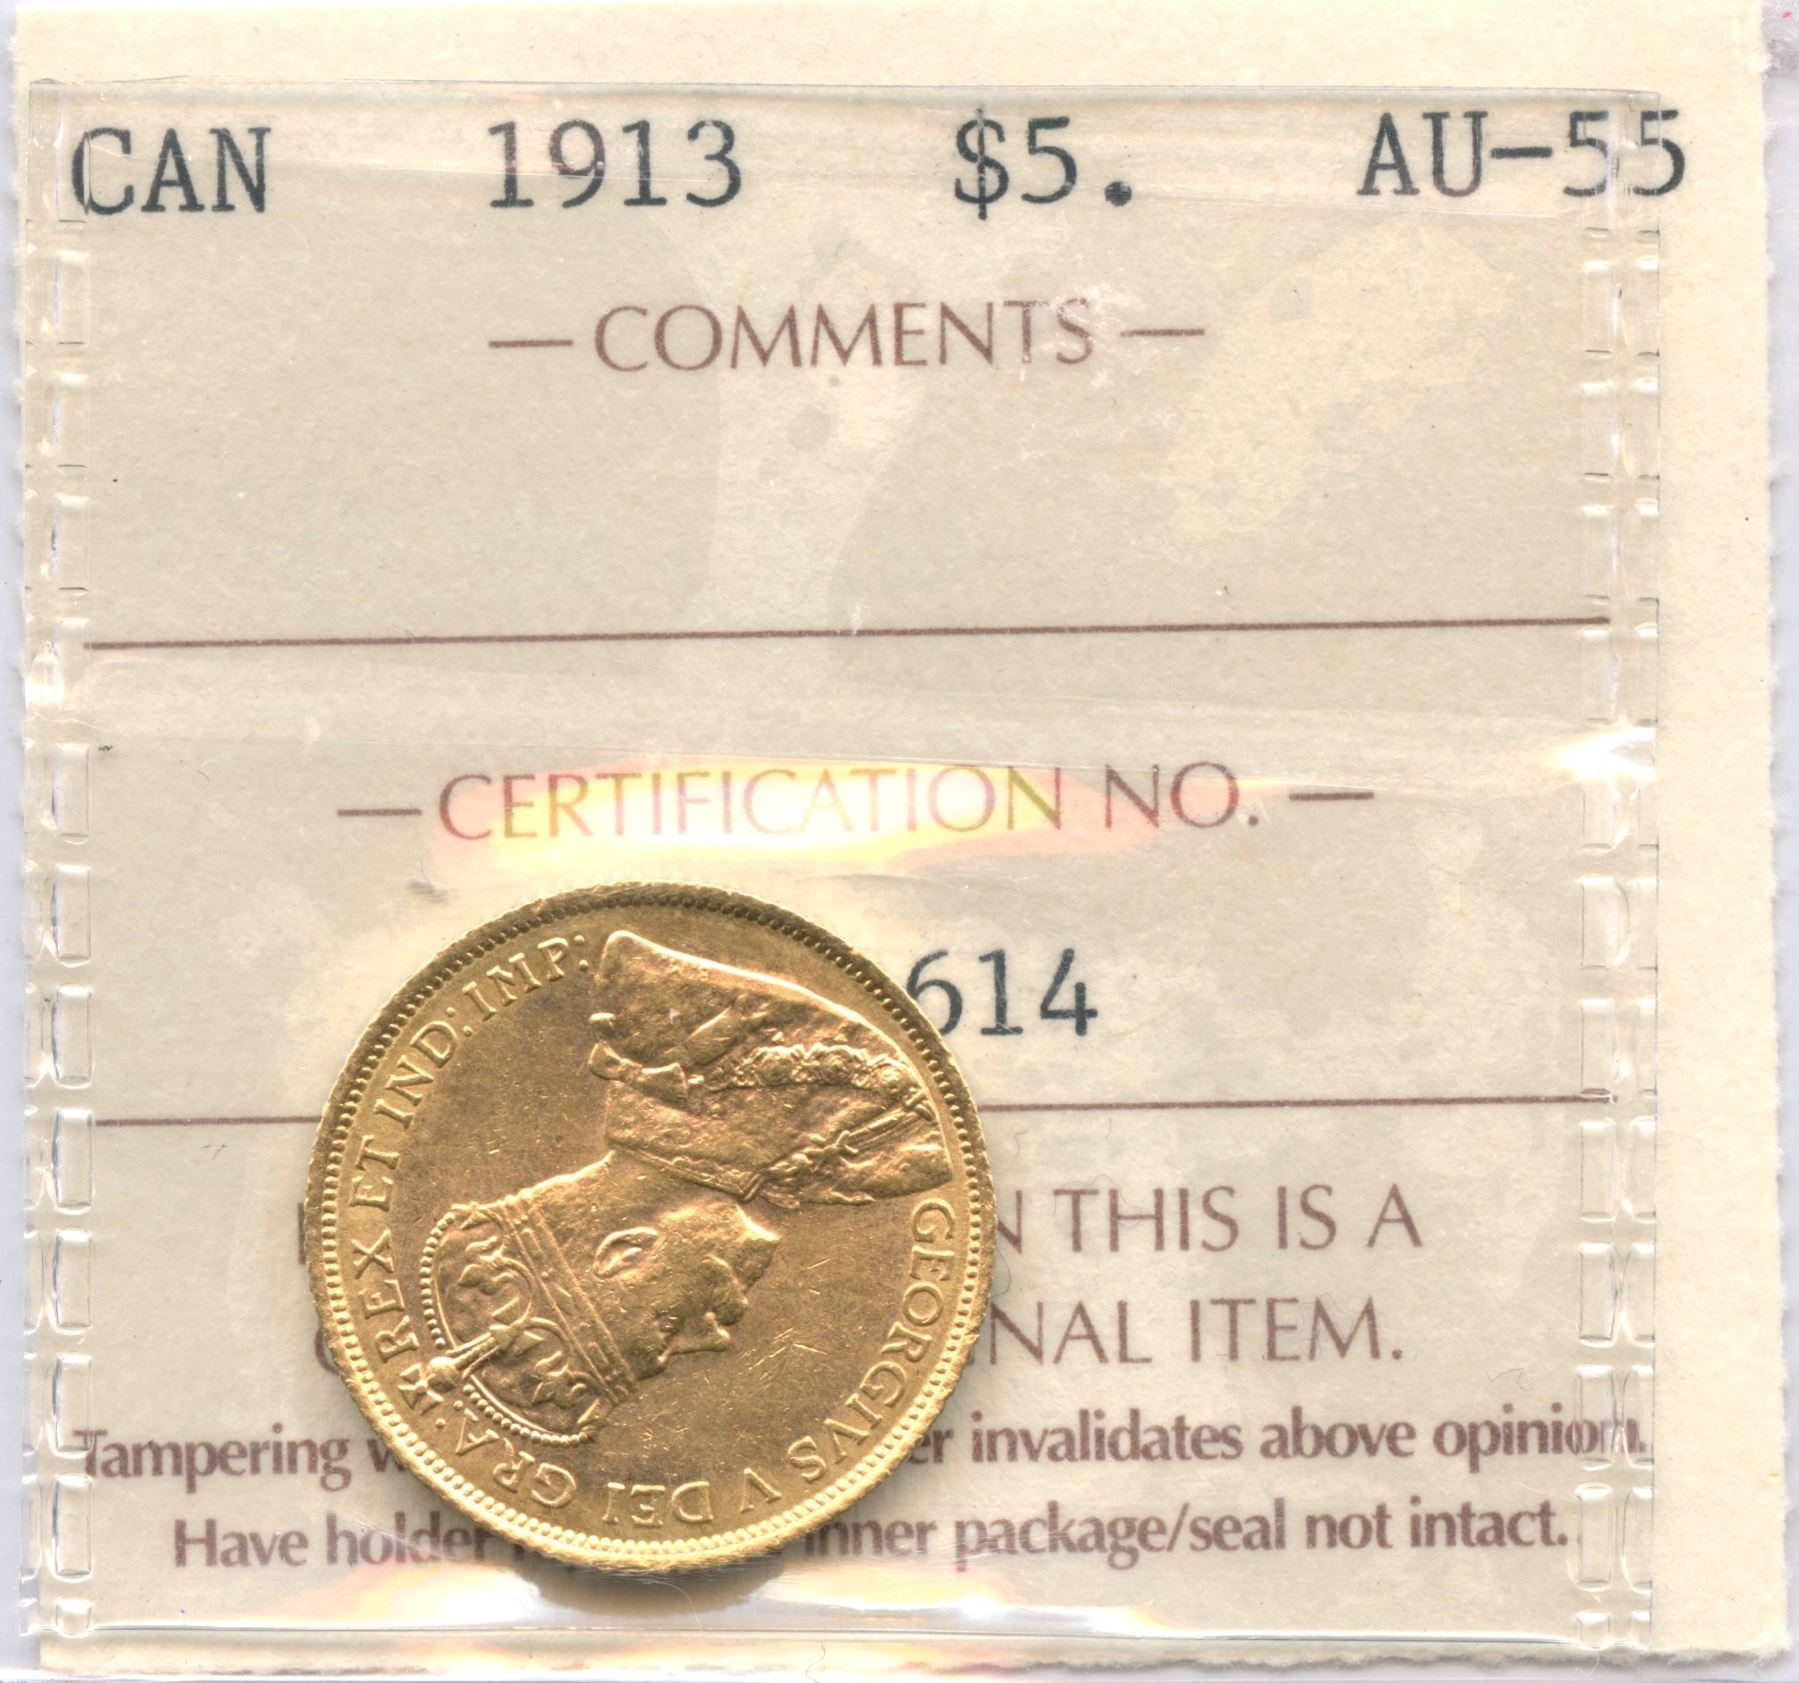 CAN 1913 $5. AU-55
— COMMENTS —
— CERTIFICATION NO. —
614
N THIS IS A
NAL ITEM.
Tampering w er invalidates above opinion.
Have holder inner package/seal not intact.
GEORGIVS V DEI GRA: REX ET IND: IMP: